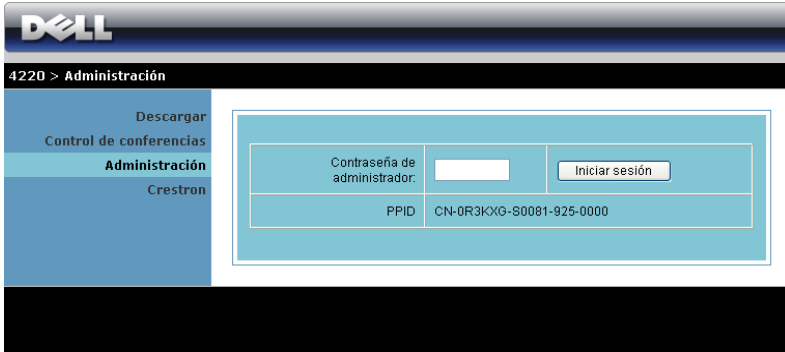 DELL
4220 > Administración
Descargar
Control de conferencias
Administración
Crestron
Contraseña de
administrador:
Iniciar sesión
PPID
CN-0R3KXG-S0081-925-0000